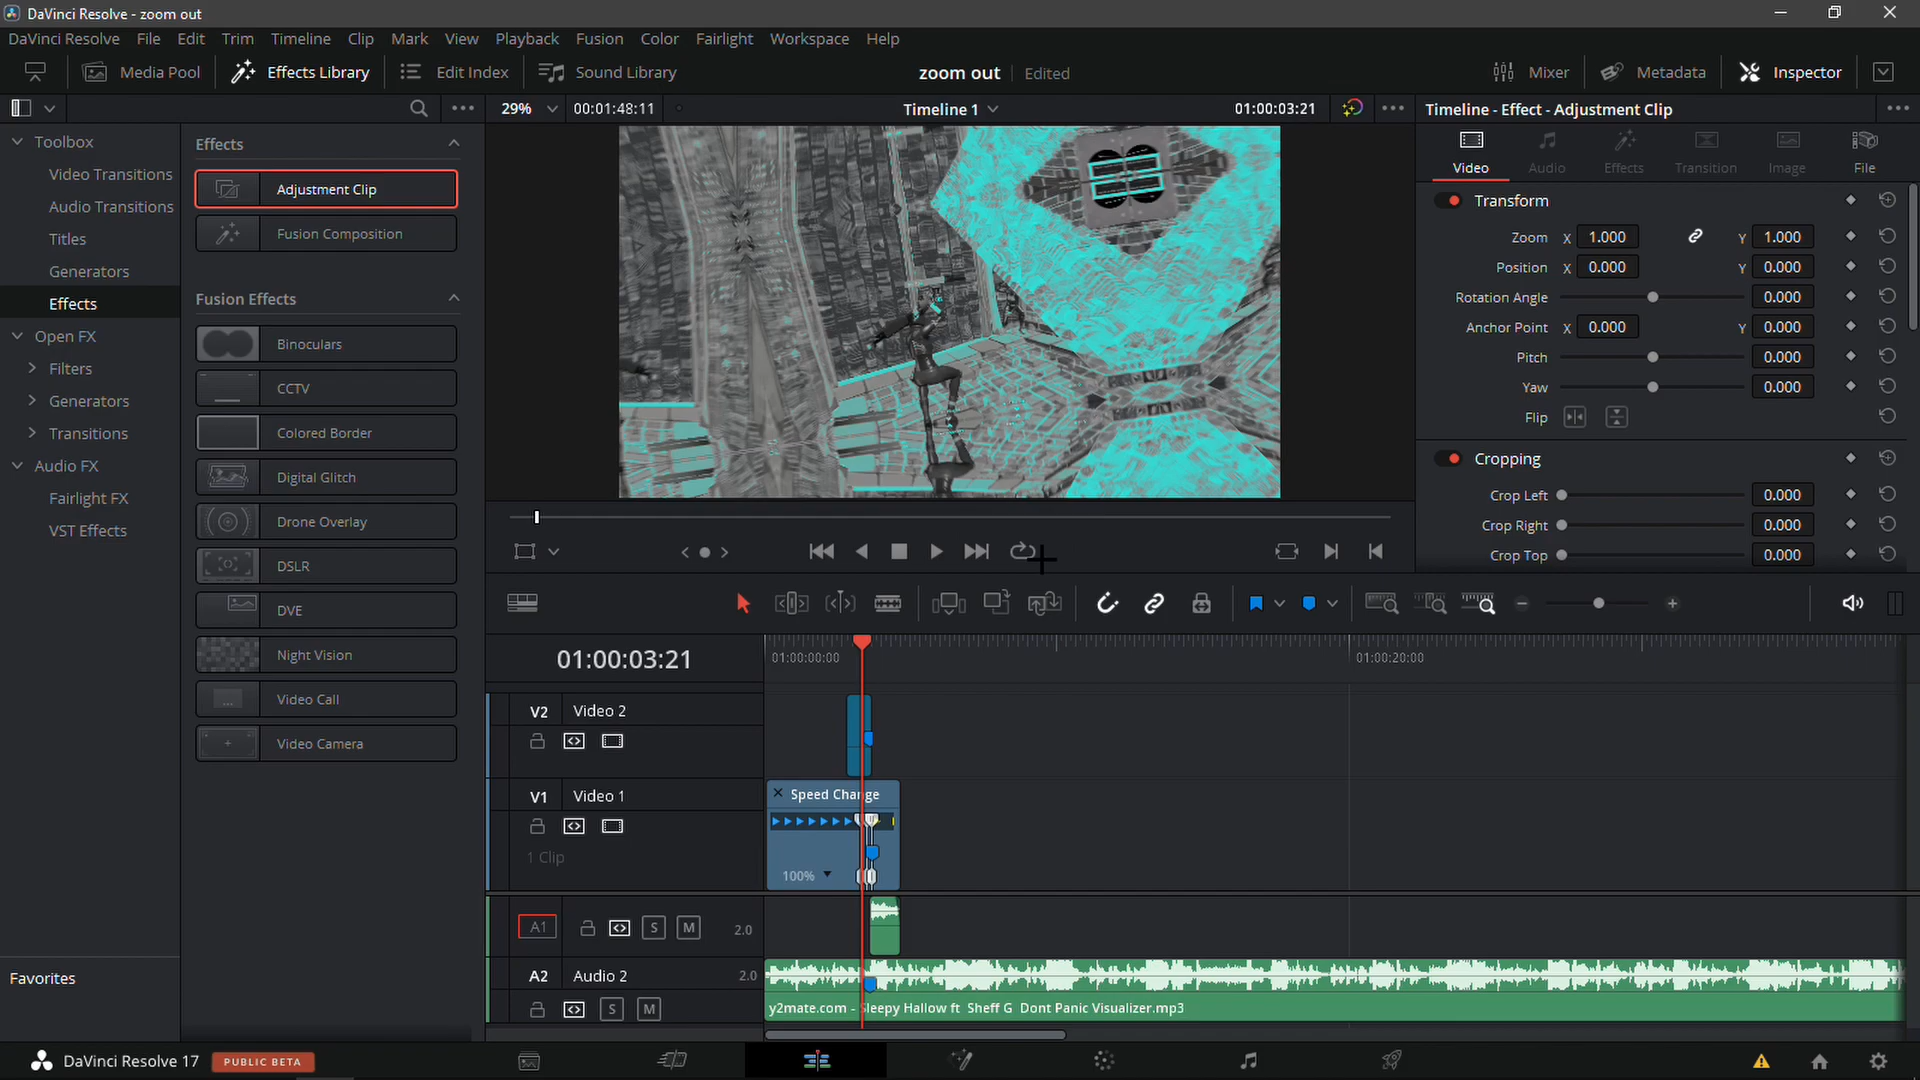 DaVinci Resolve - zoom out
DaVinci Resolve File Edit Trim Timeline Clip Mark View Playback Fusion Color Fairlight Workspace Help
Media Pool Effects Library Edit Index Sound Library zoom out Edited Mixer Metadata Inspector
29% 00:01:48:11 Timeline 1 01:00:03:21 Timeline - Effect - Adjustment Clip
Toolbox
Video Transitions
Audio Transitions
Titles
Generators
Effects
Open FX
Filters
Generators
Transitions
Audio FX
Fairlight FX
VST Effects
Favorites
Effects
Adjustment Clip
Fusion Composition
Fusion Effects
Binoculars
CCTV
Colored Border
Digital Glitch
Drone Overlay
DSLR
DVE
Night Vision
Video Call
Video Camera
Video Audio Effects Transition Image File
Transform
Zoom X 1.000 Y 1.000
Position X 0.000 Y 0.000
Rotation Angle 0.000
Anchor Point X 0.000 Y 0.000
Pitch 0.000
Yaw 0.000
Flip
Cropping
Crop Left 0.000
Crop Right 0.000
Crop Top 0.000
01:00:03:21 01:00:00:00 01:00:20:00
V2 Video 2
V1 Video 1
1 Clip
Speed Change
100%
A1 S M 2.0
A2 Audio 2 2.0
S M
y2mate.com - Sleepy Hallow ft Sheff G Dont Panic Visualizer.mp3
DaVinci Resolve 17 PUBLIC BETA